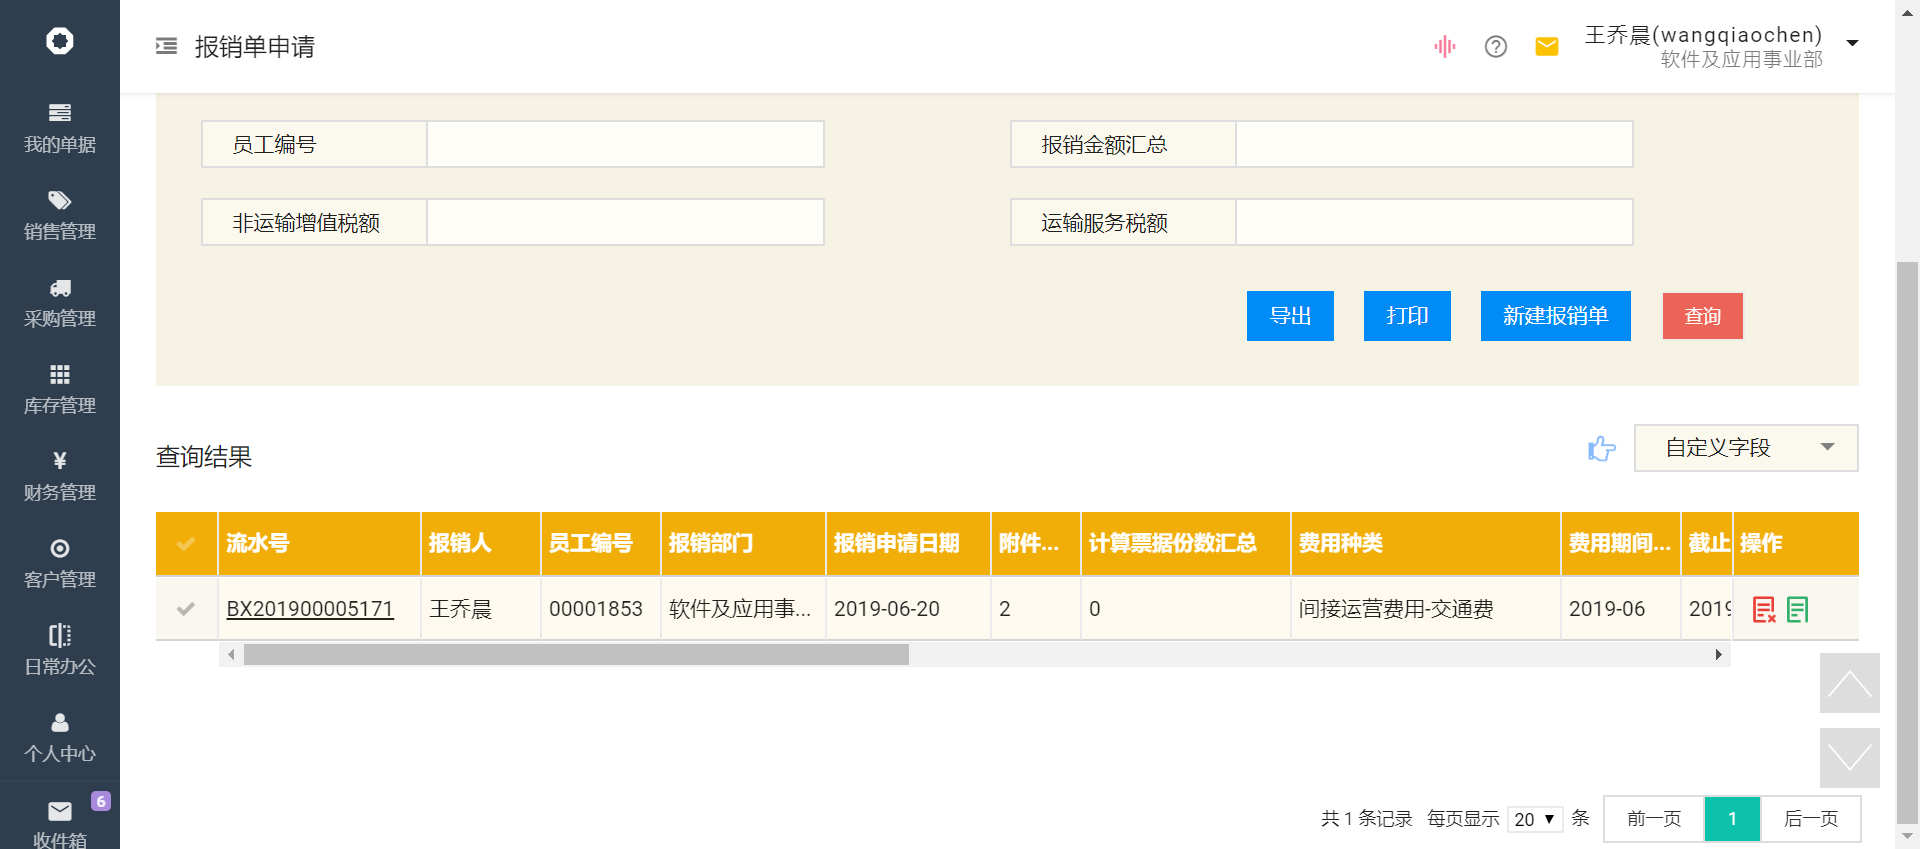 报销单申请
王乔晨(wangqiaochen)
软件及应用事业部
我的单据
销售管理
采购管理
库存管理
¥
财务管理
客户管理
日常办公
个人中心
6
收件箱
员工编号
报销金额汇总
非运输增值税额
运输服务税额
导出 打印 新建报销单 查询
查询结果
自定义字段
流水号 报销人 员工编号 报销部门 报销申请日期 附件... 计算票据份数汇总 费用种类 费用期间... 截止 操作
BX201900005171 王乔晨 00001853 软件及应用事... 2019-06-20 2 0 间接运营费用-交通费 2019-06 2019
共 1 条记录 每页显示 20 条 前一页 1 后一页